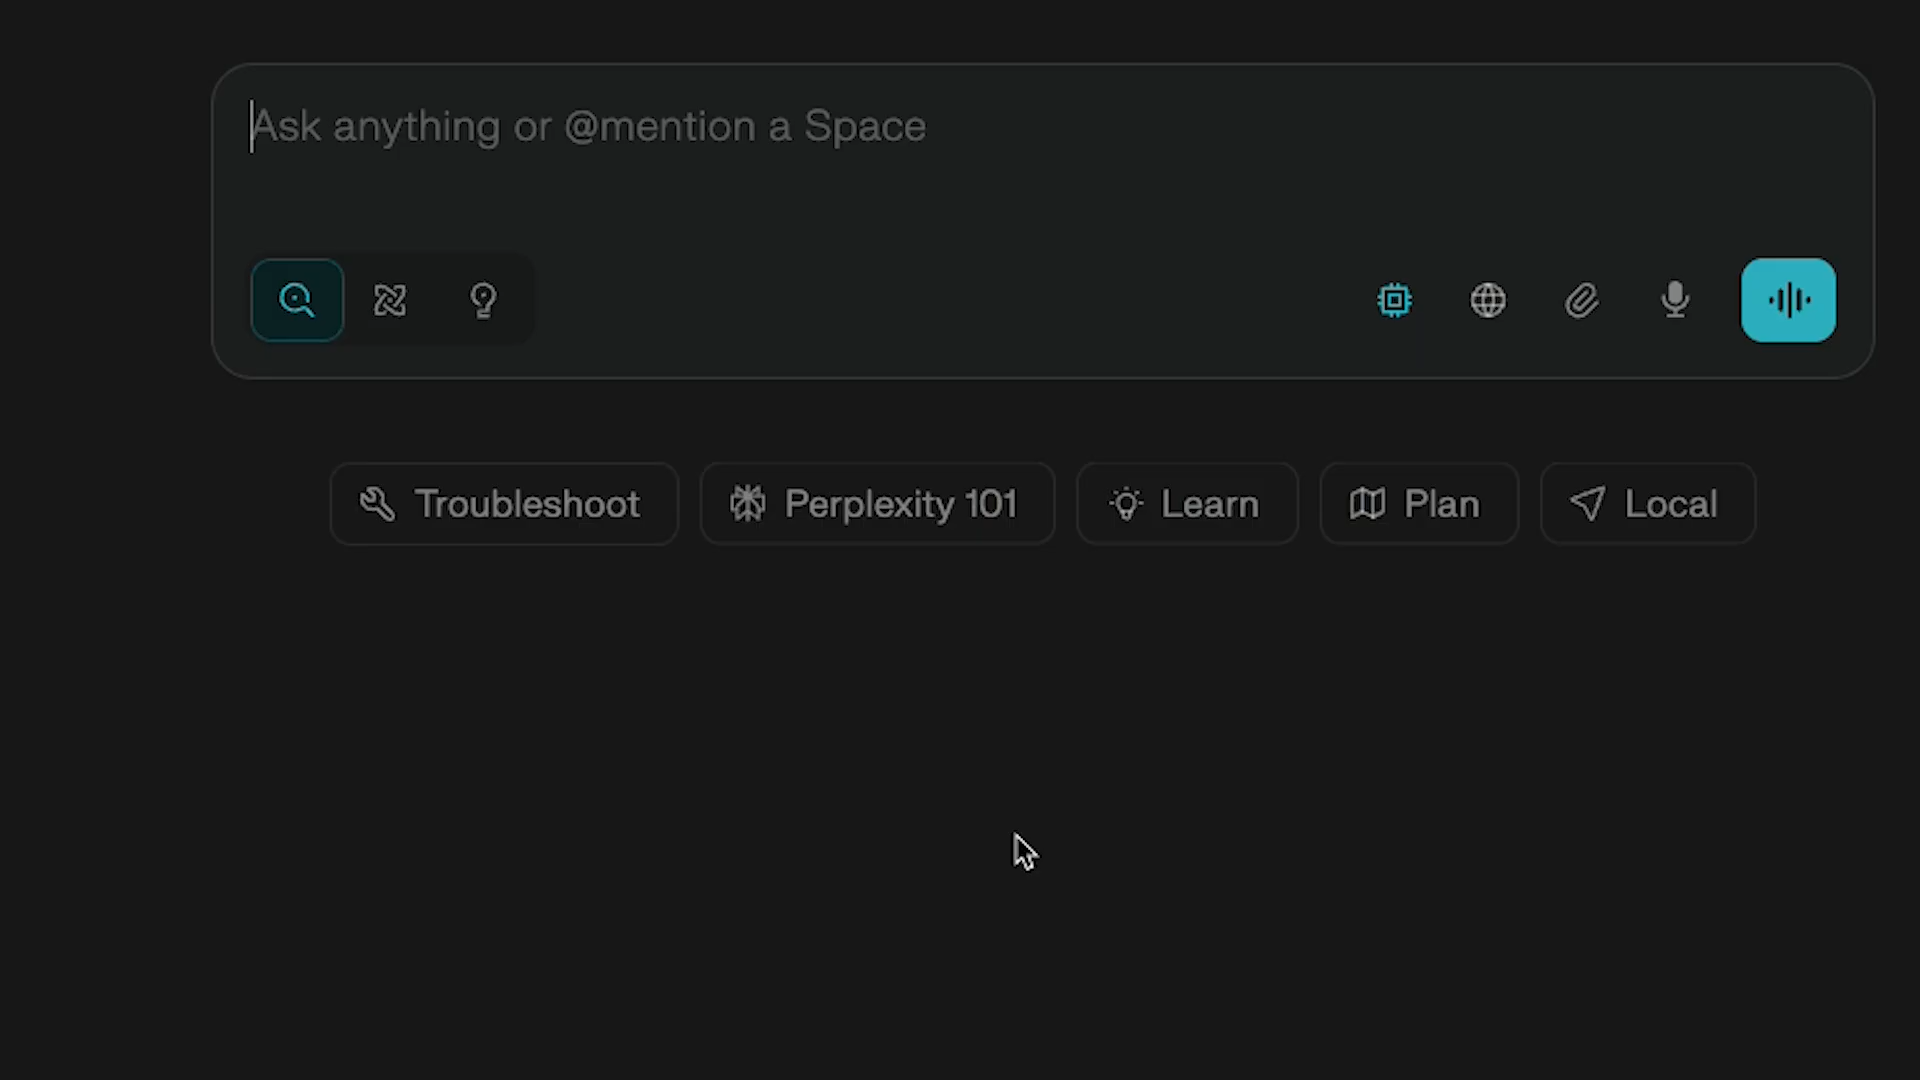 Ask anything or @mention a Space
Troubleshoot
Perplexity 101
Learn
Plan
Local